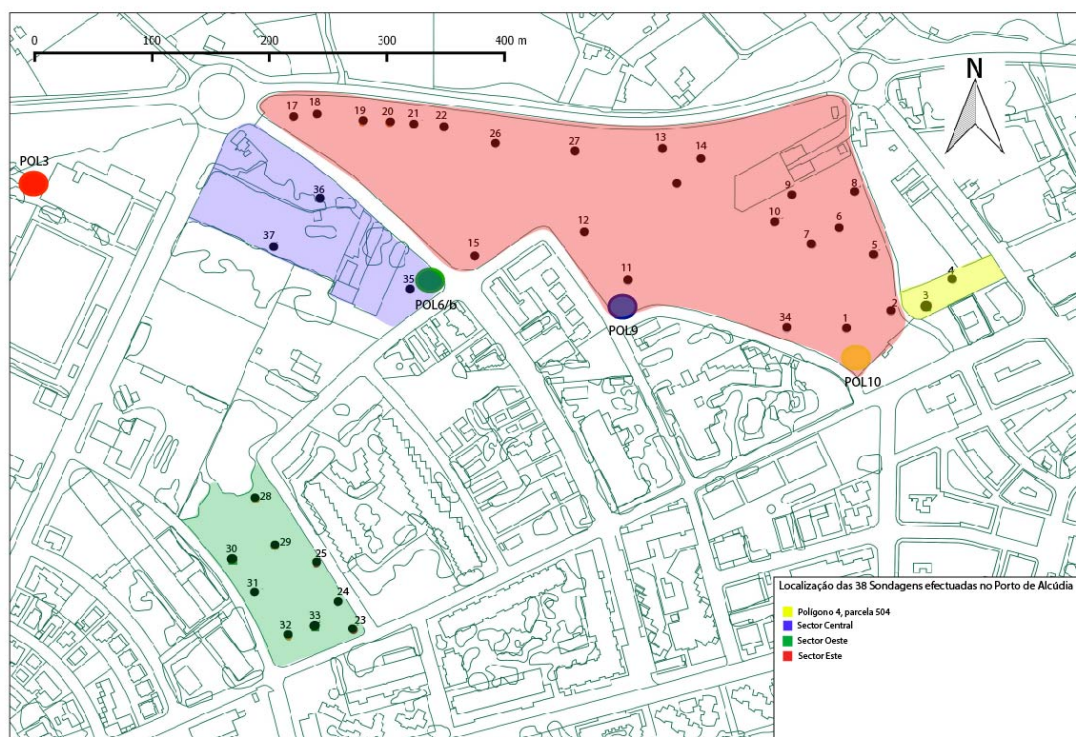 0 100 200 300 400 m
N
17 18 19 20 21 22
26 27 13 14
POL3
36 9 8
10 6
37 12 7
15 5
35 11 4
POL6/b 3
2
POL9 34 1
POL10
28
29
30 25
31 24
32 33 23
Localização das 38 Sondagens efectuadas no Porto de Alcúdia
Polígono 4, parcela 504
Sector Central
Sector Oeste
Sector Este